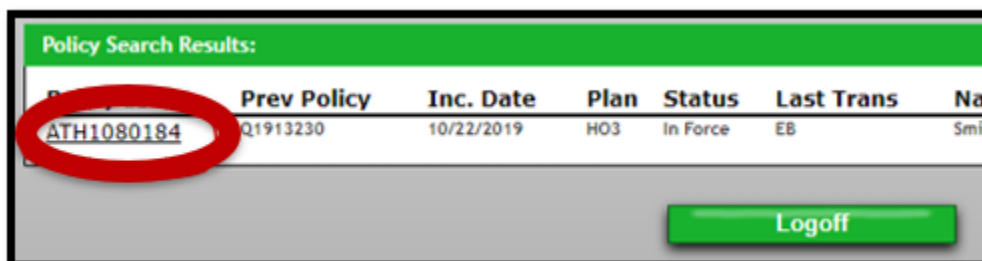 Policy Search Results:
Prev Policy Inc. Date Plan Status Last Trans
ATH1080184 Q1913230 10/22/2019 HO3 In Force EB
Logoff